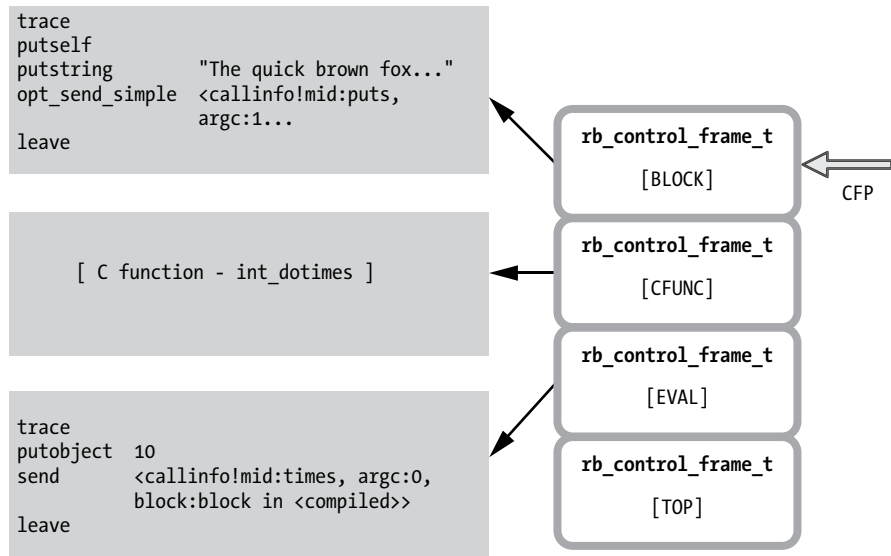 trace
putself
putstring "The quick brown fox..."
opt_send_simple <callinfo!mid:puts,
argc:1...
leave
[ C function - int_dotimes ]
trace
putobject 10
send <callinfo!mid:times, argc:0,
block:block in <compiled>>
leave
rb_control_frame_t
[BLOCK]
CFP
rb_control_frame_t
[CFUNC]
rb_control_frame_t
[EVAL]
rb_control_frame_t
[TOP]